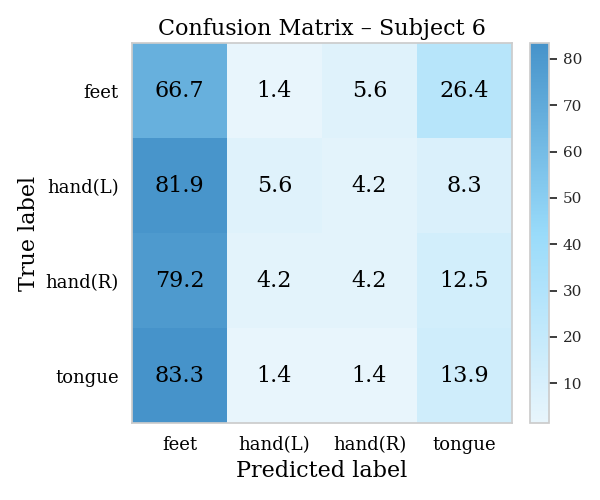 Confusion Matrix – Subject 6
True label
feet 66.7 1.4 5.6 26.4
hand(L) 81.9 5.6 4.2 8.3
hand(R) 79.2 4.2 4.2 12.5
tongue 83.3 1.4 1.4 13.9
feet hand(L) hand(R) tongue
Predicted label
80
70
60
50
40
30
20
10